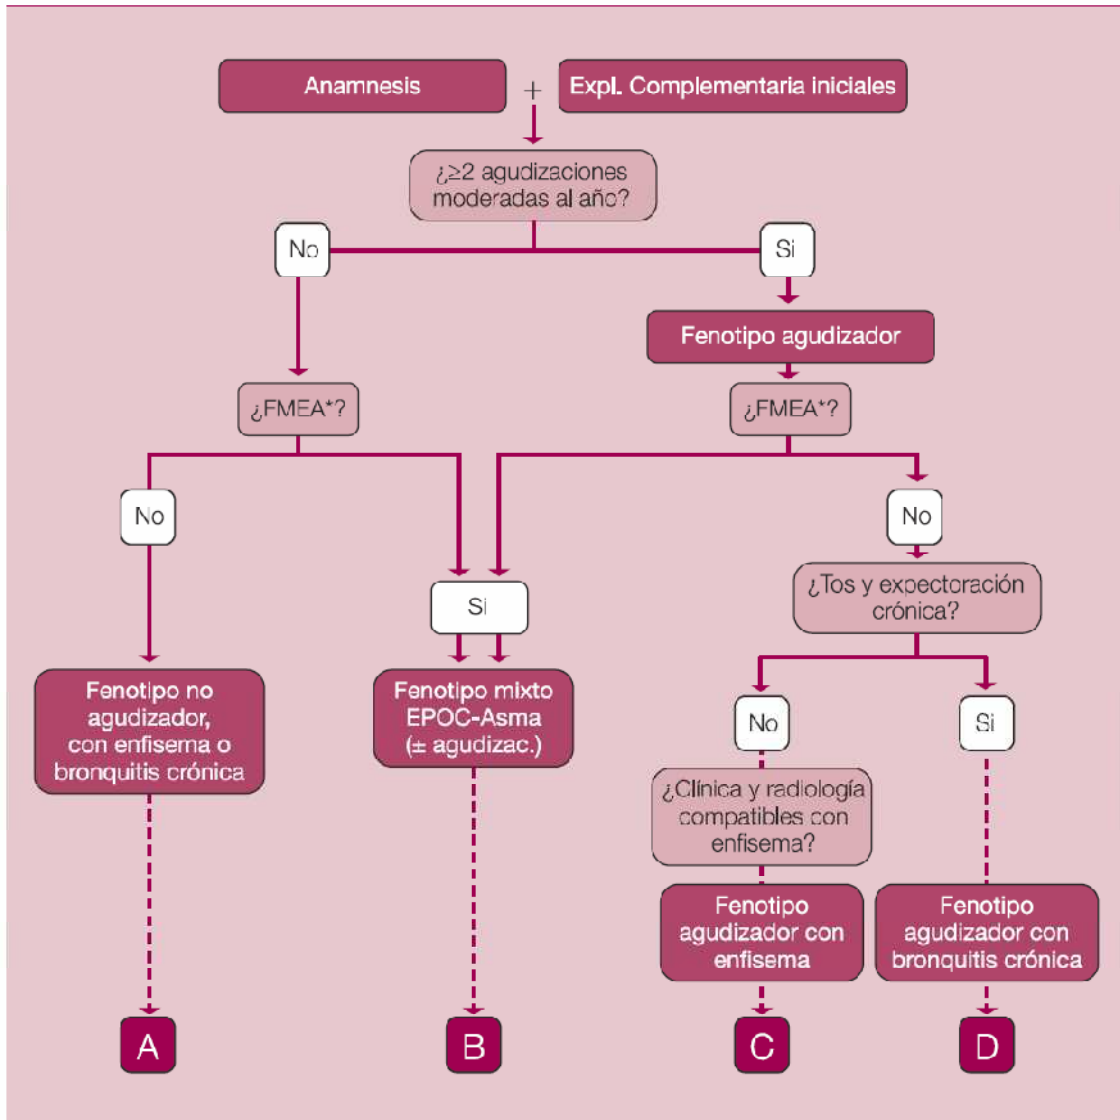 Anamnesis
+
Expl. Complementaria iniciales
¿≥2 agudizaciones
moderadas al año?
No
Si
Fenotipo agudizador
¿FMEA*?
¿FMEA*?
No
No
Si
¿Tos y expectoración
crónica?
Fenotipo no
agudizador,
con enfisema o
bronquitis crónica
Fenotipo mixto
EPOC-Asma
(± agudizac.)
No
Si
¿Clínica y radiología
compatibles con
enfisema?
Fenotipo
agudizador con
enfisema
Fenotipo
agudizador con
bronquitis crónica
A
B
C
D